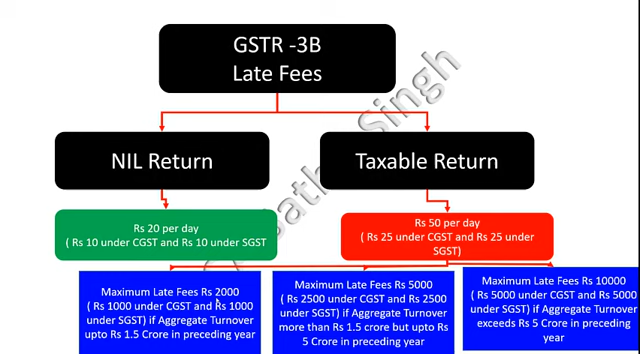 GSTR -3B
Late Fees
NIL Return
Taxable Return
Rs 20 per day
( Rs 10 under CGST and Rs 10 under SGST
Rs 50 per day
( Rs 25 under CGST and Rs 25 under
SGST)
Maximum Late Fees Rs 2000
( Rs 1000 under CGST and Rs 1000
under SGST) if Aggregate Turnover
upto Rs 1.5 Crore in preceding year
Maximum Late Fees Rs 5000
( Rs 2500 under CGST and Rs 2500
under SGST) if Aggregate Turnover
more than Rs 1.5 crore but upto Rs
5 Crore in preceding year
Maximum Late Fees Rs 10000
( Rs 5000 under CGST and Rs 5000
under SGST) if Aggregate Turnover
exceeds Rs 5 Crore in preceding
year
Singh